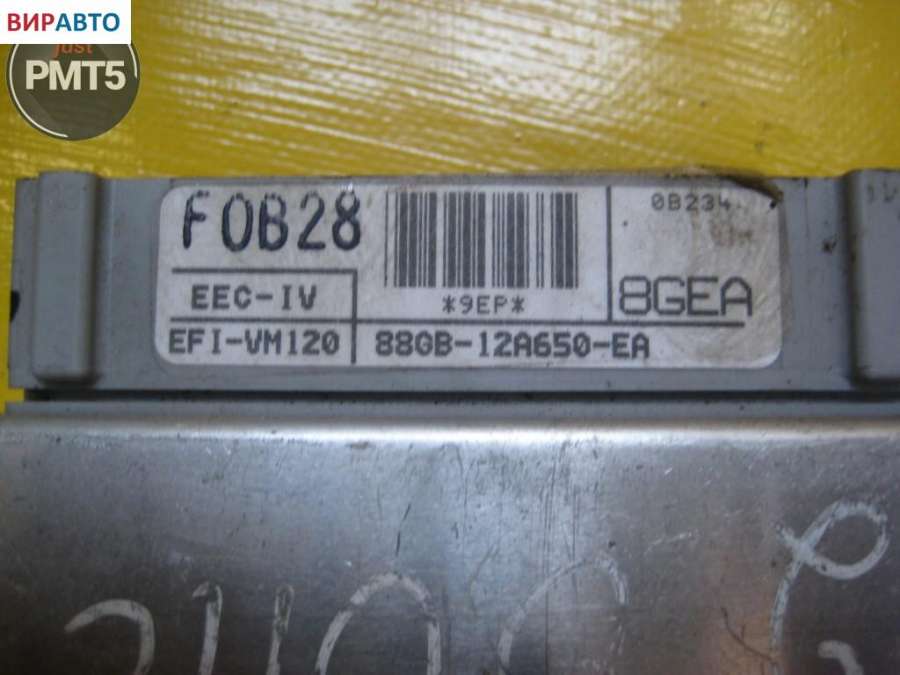 ВИРАВТО
just
PMT5
F0B28
0B234
EEC-IV
*9EP*
8GEA
EFI-VM120
88GB-12A650-EA